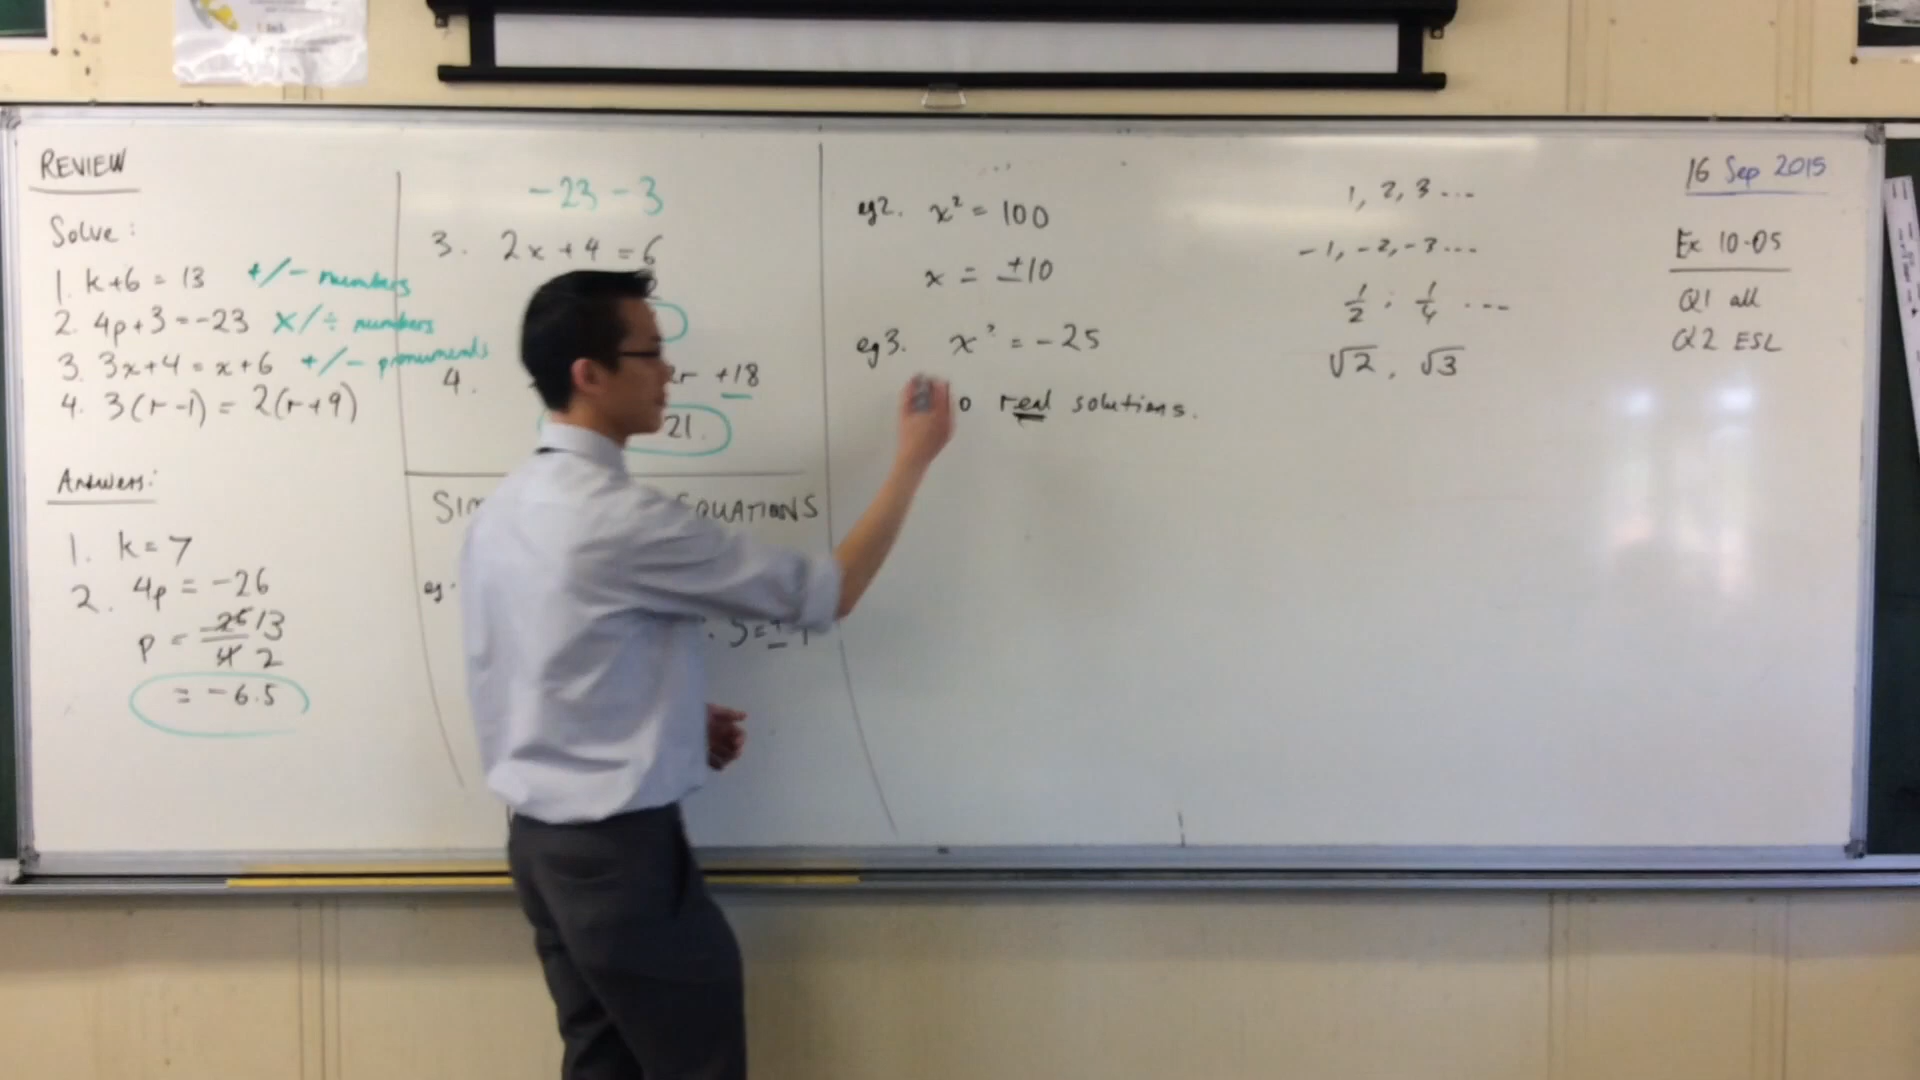 REVIEW
Solve:
1. k+6 = 13 +/- numbers
2. 4p+3 = -23 ×/÷ numbers
3. 3x+4 = x+6 +/- pronumerals
4. 3(r-1) = 2(r+9)
Answers:
1. k = 7
2. 4p = -26
p = -26 13
4 2
= -6.5
-23 - 3
3. 2x + 4 = 6
4. +18
21.
EQUATIONS
eg.
eg2. x² = 100
x = ±10
eg3. x² = -25
real solutions.
1, 2, 3 ...
-1, -2, -3 ...
1/2 , 1/4 ...
√2 , √3
16 Sep 2015
Ex 10-05
Q1 all
Q2 ESL